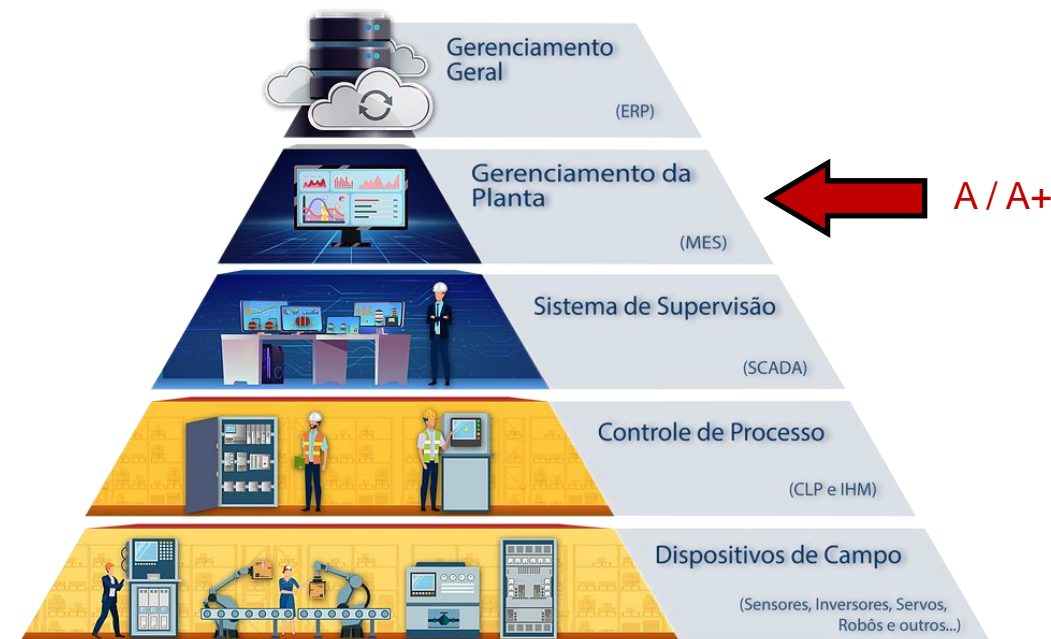 Gerenciamento
Geral
(ERP)
Gerenciamento da
Planta
(MES)
A / A+
Sistema de Supervisão
(SCADA)
Controle de Processo
(CLP e IHM)
Dispositivos de Campo
(Sensores, Inversores, Servos,
Robôs e outros...)